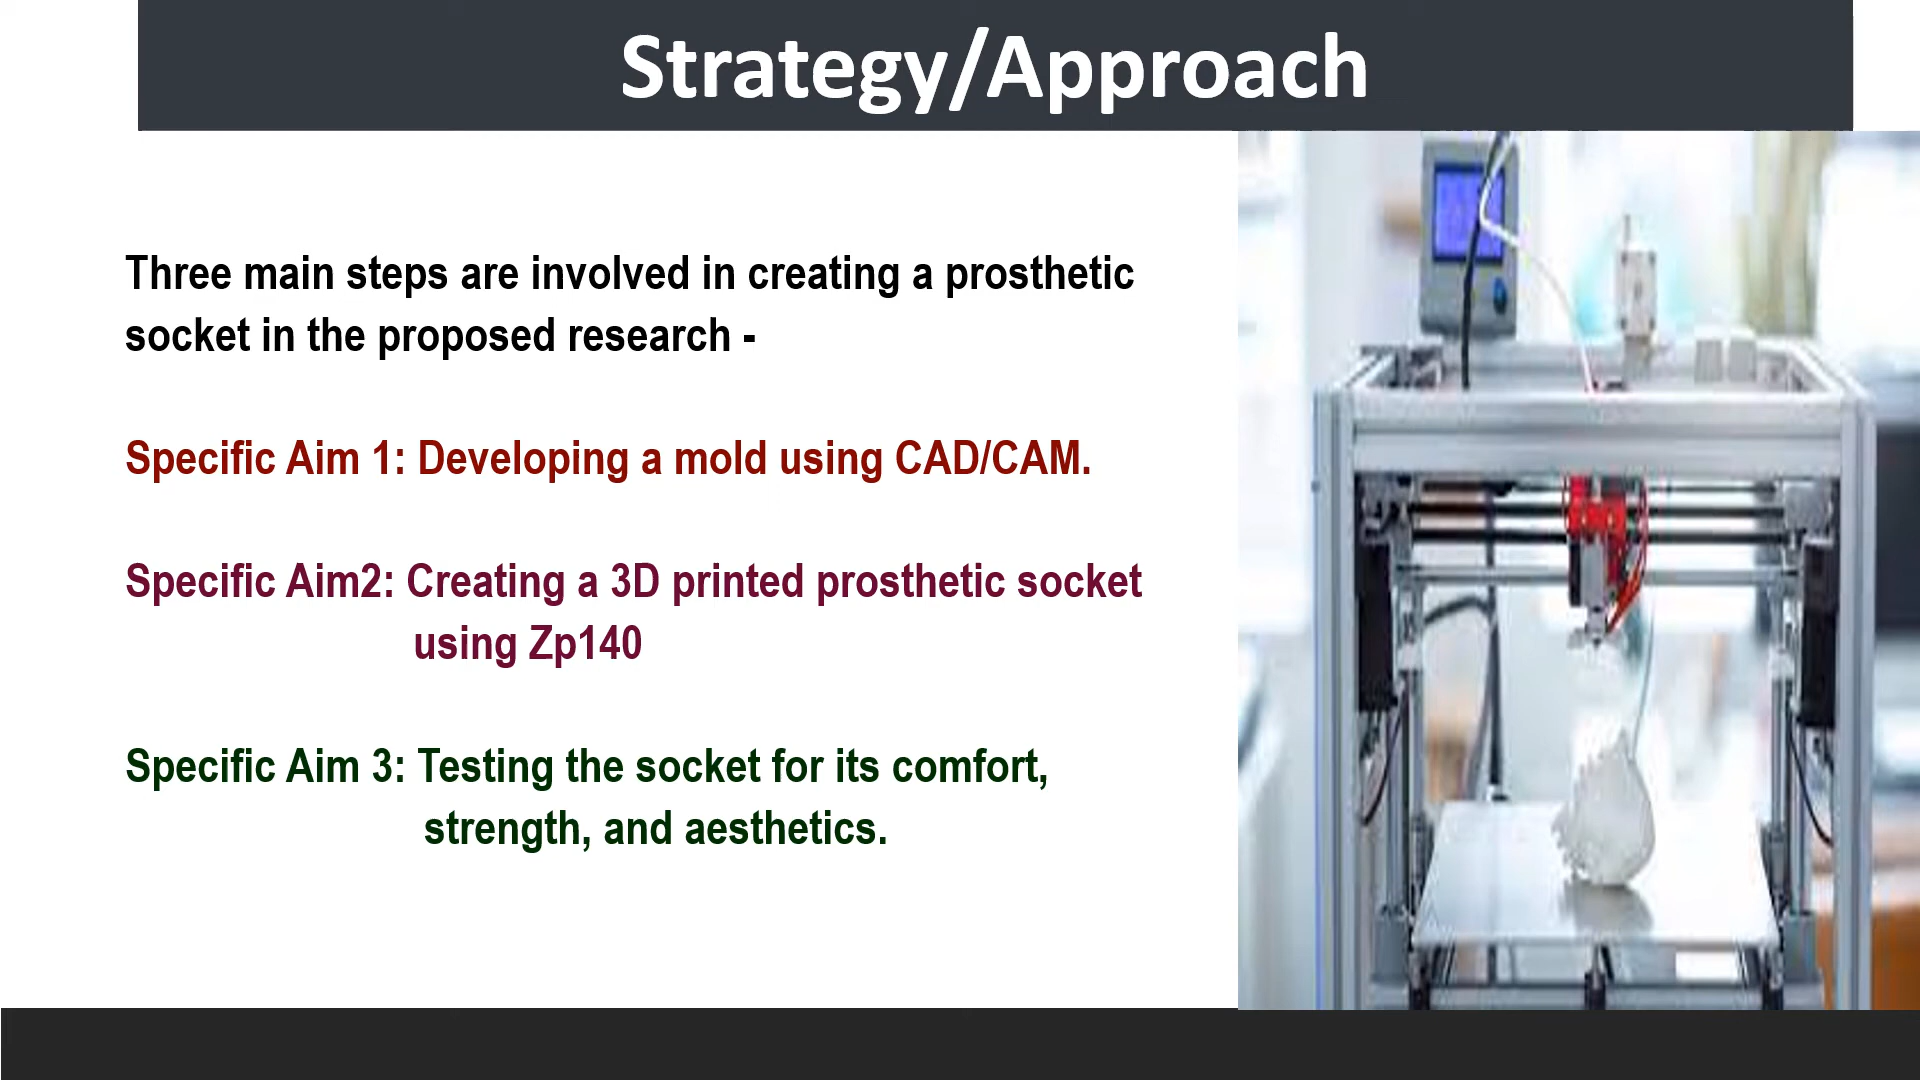 Strategy/Approach
Three main steps are involved in creating a prosthetic
socket in the proposed research -
Specific Aim 1: Developing a mold using CAD/CAM.
Specific Aim2: Creating a 3D printed prosthetic socket
using Zp140
Specific Aim 3: Testing the socket for its comfort,
strength, and aesthetics.